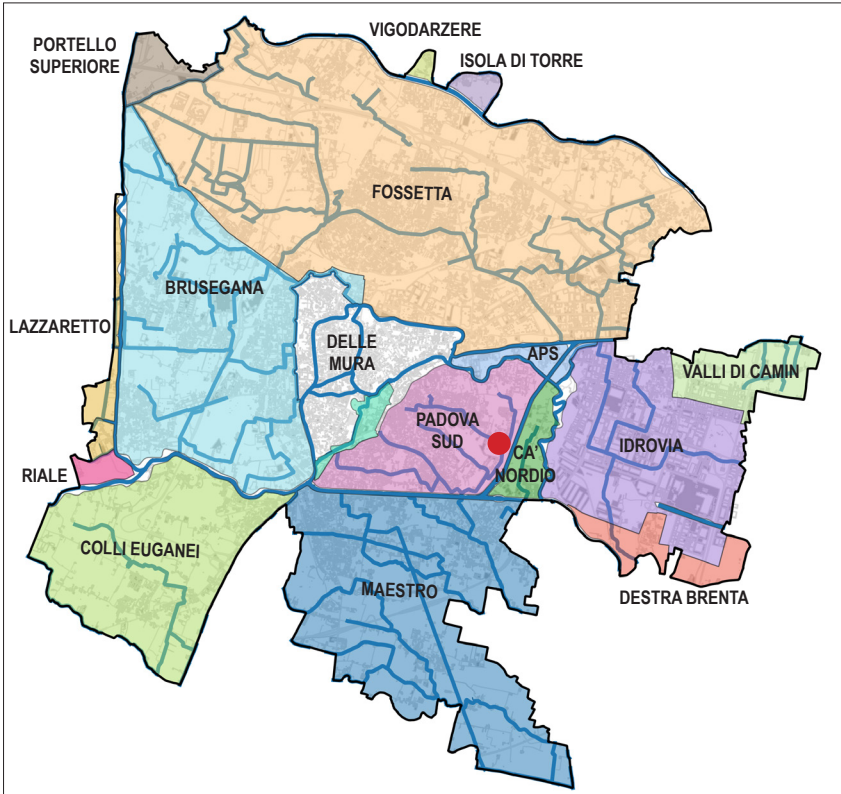 VIGODARZERE
PORTELLO
SUPERIORE
ISOLA DI TORRE
FOSSETTA
BRUSEGANA
LAZZARETTO
DELLE
MURA
APS
VALLI DI CAMIN
PADOVA
SUD
IDROVIA
CA'
NORDIO
RIALE
COLLI EUGANEI
MAESTRO
DESTRA BRENTA